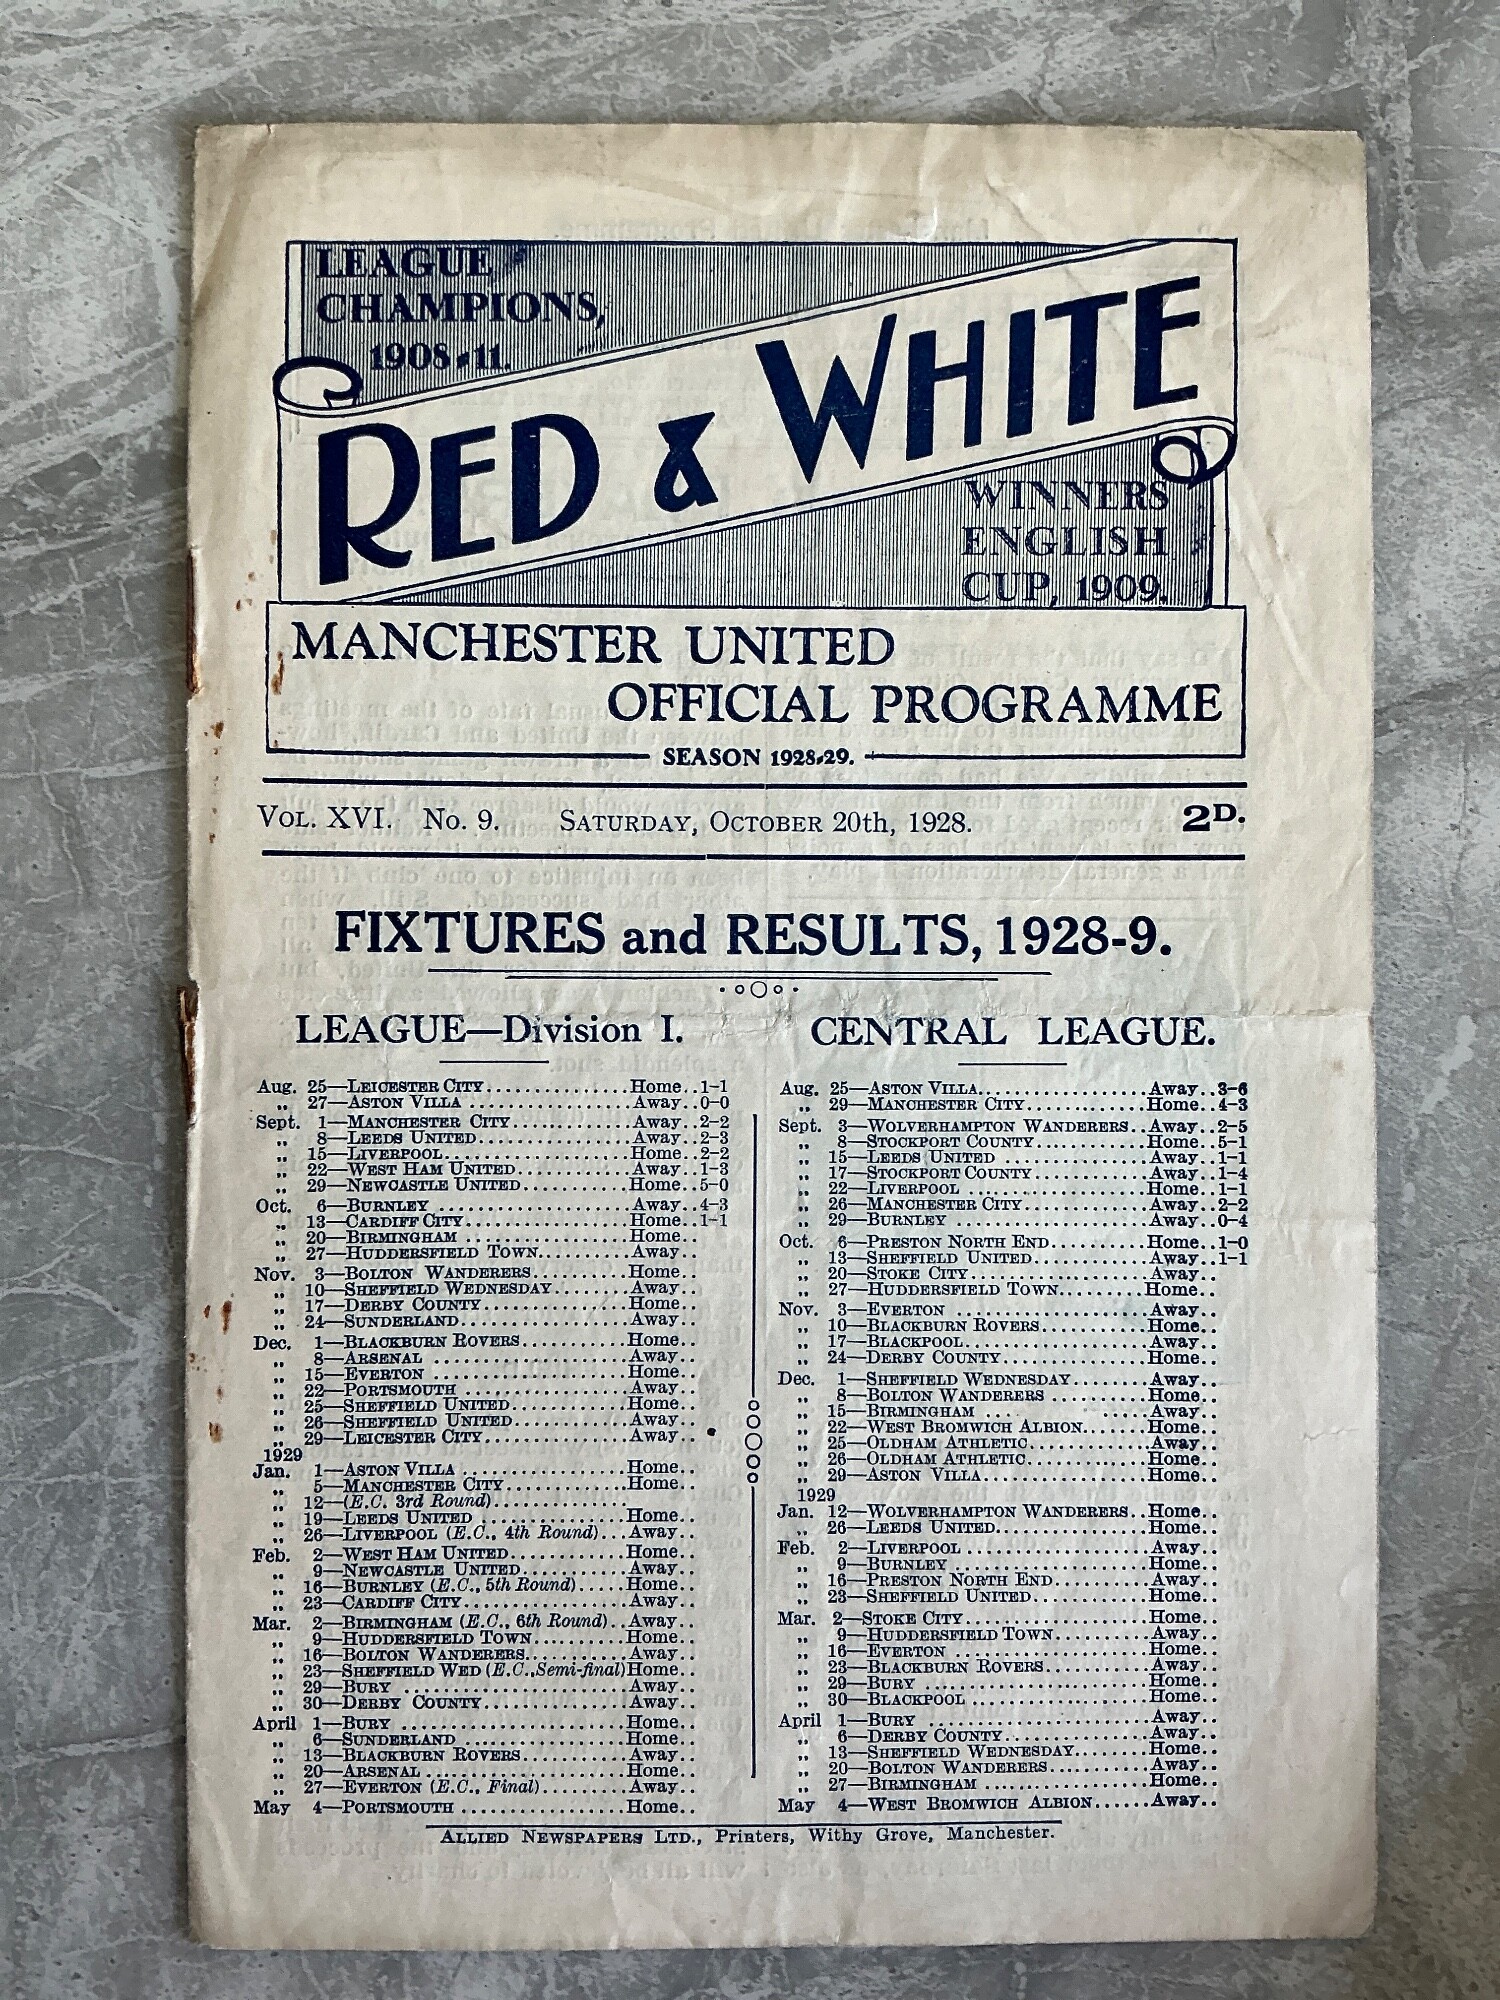 LEAGUE
CHAMPIONS,
1908-11.
RED & WHITE
WINNERS
ENGLISH
CUP, 1909.
MANCHESTER UNITED
OFFICIAL PROGRAMME
SEASON 1928-29.
VOL. XVI. No. 9. SATURDAY, OCTOBER 20th, 1928. 2D.
FIXTURES and RESULTS, 1928-9.
LEAGUE—Division I.
Aug. 25—LEICESTER CITY................Home..1-1
„ 27—ASTON VILLA ................Away..0-0
Sept. 1—MANCHESTER CITY.............Away..2-2
„ 8—LEEDS UNITED................Away..2-3
„ 15—LIVERPOOL....................Home..2-2
„ 22—WEST HAM UNITED............Away..1-3
„ 29—NEWCASTLE UNITED...........Home..5-0
Oct. 6—BURNLEY ....................Away..4-3
„ 13—CARDIFF CITY.................Home..1-1
„ 20—BIRMINGHAM .................Home..
„ 27—HUDDERSFIELD TOWN..........Away..
Nov. 3—BOLTON WANDERERS..........Home..
„ 10—SHEFFIELD WEDNESDAY........Away..
„ 17—DERBY COUNTY...............Home..
„ 24—SUNDERLAND..................Away..
Dec. 1—BLACKBURN ROVERS...........Home..
„ 8—ARSENAL ....................Away..
„ 15—EVERTON ....................Home..
„ 22—PORTSMOUTH .................Away..
„ 25—SHEFFIELD UNITED............Home..
„ 26—SHEFFIELD UNITED............Away..
„ 29—LEICESTER CITY...............Away..
1929
Jan. 1—ASTON VILLA .................Home..
„ 5—MANCHESTER CITY............Home..
„ 12—(E.C. 3rd Round)..............
„ 19—LEEDS UNITED ...............Home..
„ 26—LIVERPOOL (E.C., 4th Round)...Away..
Feb. 2—WEST HAM UNITED............Home..
„ 9—NEWCASTLE UNITED...........Away..
„ 16—BURNLEY (E.C., 5th Round).....Home..
„ 23—CARDIFF CITY.................Away..
Mar. 2—BIRMINGHAM (E.C., 6th Round)..Away..
„ 9—HUDDERSFIELD TOWN..........Home..
„ 16—BOLTON WANDERERS...........Away..
„ 23—SHEFFIELD WED (E.C.,Semi-final)Home..
„ 29—BURY .......................Away..
„ 30—DERBY COUNTY...............Away..
April 1—BURY .......................Home..
„ 6—SUNDERLAND.................Home..
„ 13—BLACKBURN ROVERS...........Away..
„ 20—ARSENAL.....................Home..
„ 27—EVERTON (E.C., Final).........Away..
May 4—PORTSMOUTH .................Home..
CENTRAL LEAGUE.
Aug. 25—ASTON VILLA.................Away..3-6
„ 29—MANCHESTER CITY............Home..4-3
Sept. 3—WOLVERHAMPTON WANDERERS..Away..2-5
„ 8—STOCKPORT COUNTY...........Home..5-1
„ 15—LEEDS UNITED ...............Away..1-1
„ 17—STOCKPORT COUNTY............Away..1-4
„ 22—LIVERPOOL ...................Home..1-1
„ 26—MANCHESTER CITY.............Away..2-2
„ 29—BURNLEY ....................Away..0-4
Oct. 6—PRESTON NORTH END..........Home..1-0
„ 13—SHEFFIELD UNITED............Away..1-1
„ 20—STOKE CITY...................Away..
„ 27—HUDDERSFIELD TOWN.........Home..
Nov. 3—EVERTON ....................Away..
„ 10—BLACKBURN ROVERS...........Home..
„ 17—BLACKPOOL...................Away..
„ 24—DERBY COUNTY...............Home..
Dec. 1—SHEFFIELD WEDNESDAY........Away..
„ 8—BOLTON WANDERERS ..........Home..
„ 15—BIRMINGHAM ... .............Away..
„ 22—WEST BROMWICH ALBION.......Home..
„ 25—OLDHAM ATHLETIC............Away..
„ 26—OLDHAM ATHLETIC............Home..
„ 29—ASTON VILLA.................Home..
1929
Jan. 12—WOLVERHAMPTON WANDERERS..Home..
„ 26—LEEDS UNITED................Home..
Feb. 2—LIVERPOOL ...................Away..
„ 9—BURNLEY ....................Home..
„ 16—PRESTON NORTH END..........Away..
„ 23—SHEFFIELD UNITED............Home..
Mar. 2—STOKE CITY...................Home..
„ 9—HUDDERSFIELD TOWN..........Away..
„ 16—EVERTON ....................Home..
„ 23—BLACKBURN ROVERS...........Away..
„ 29—BURY .......................Home..
„ 30—BLACKPOOL ..................Home..
April 1—BURY .......................Away..
„ 6—DERBY COUNTY...............Away..
„ 13—SHEFFIELD WEDNESDAY........Home..
„ 20—BOLTON WANDERERS...........Away..
„ 27—BIRMINGHAM .................Home..
May 4—WEST BROMWICH ALBION......Away..
ALLIED NEWSPAPERS LTD., Printers, Withy Grove, Manchester.